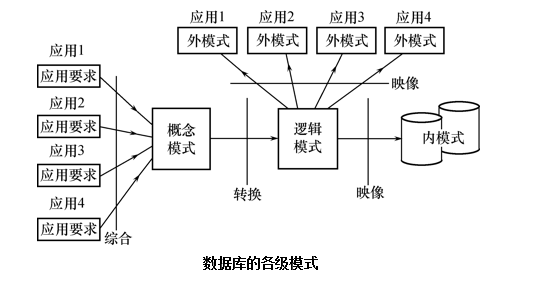 应用1 应用2 应用3 应用4
外模式 外模式 外模式 外模式
映像
应用1
应用要求
应用2
应用要求
应用3
应用要求
应用4
应用要求
综合
概念
模式
转换
逻辑
模式
映像
内模式
数据库的各级模式